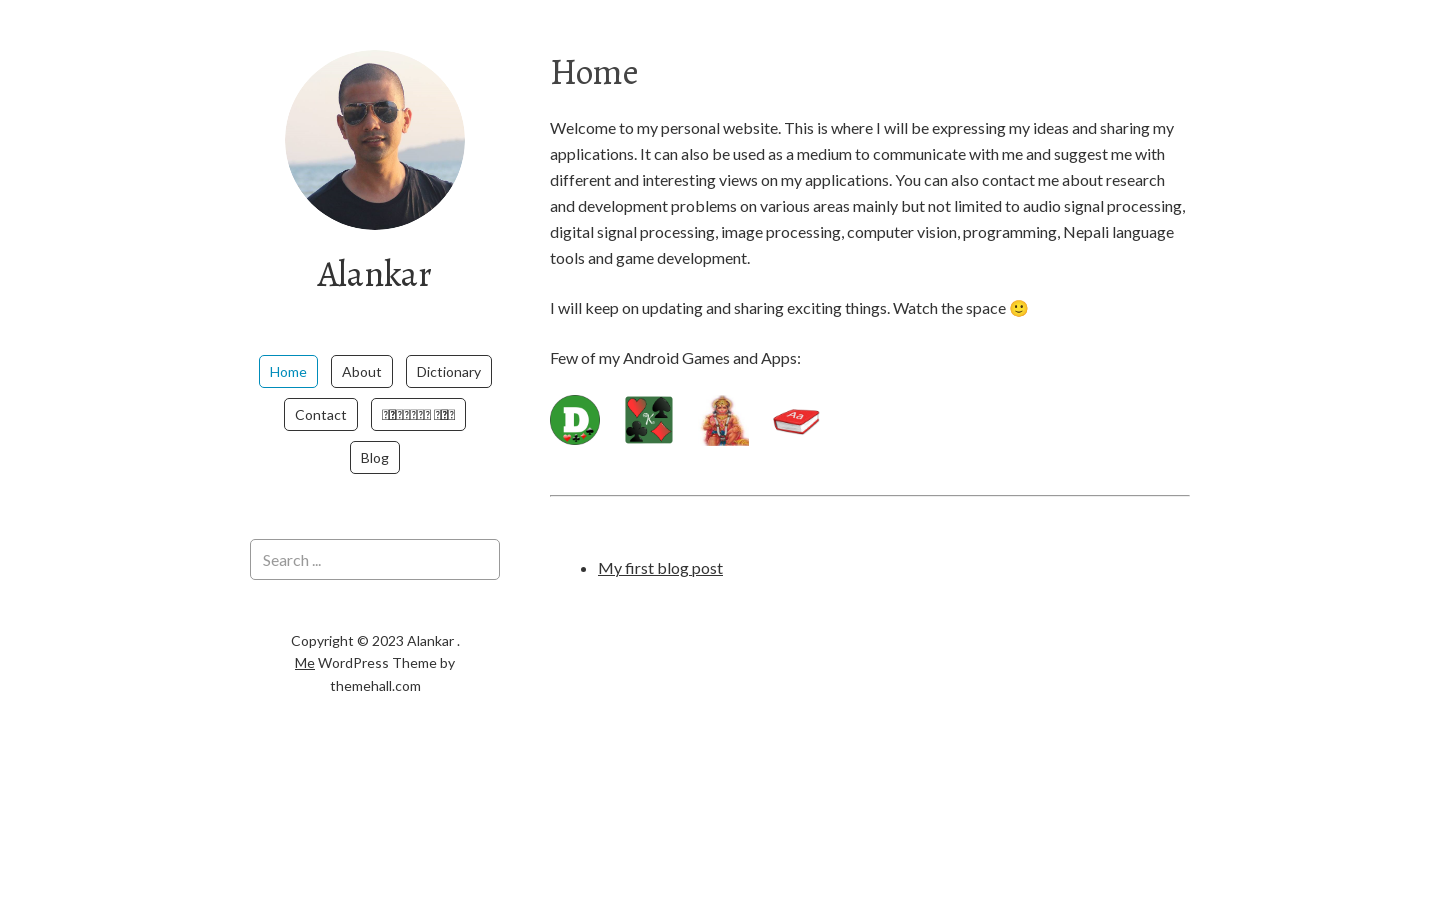 Home
Welcome to my personal website. This is where I will be expressing my ideas and sharing my
applications. It can also be used as a medium to communicate with me and suggest me with
different and interesting views on my applications. You can also contact me about research
and development problems on various areas mainly but not limited to audio signal processing,
digital signal processing, image processing, computer vision, programming, Nepali language
tools and game development.
I will keep on updating and sharing exciting things. Watch the space 🙂
Few of my Android Games and Apps:
D
K
Aa
My first blog post
Alankar
Home
About
Dictionary
Contact
Blog
Search ...
Copyright © 2023 Alankar .
Me WordPress Theme by
themehall.com